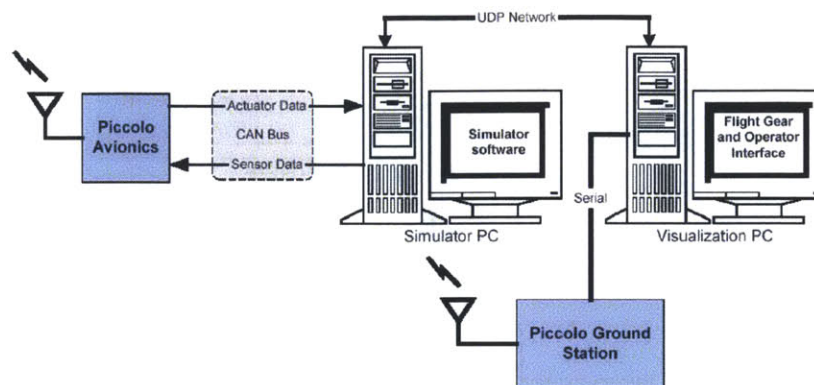 UDP Network
Piccolo
Avionics
Actuator Data
CAN Bus
Sensor Data
Simulator
software
Flight Gear
and Operator
Interface
Serial
Simulator PC
Visualization PC
Piccolo Ground
Station